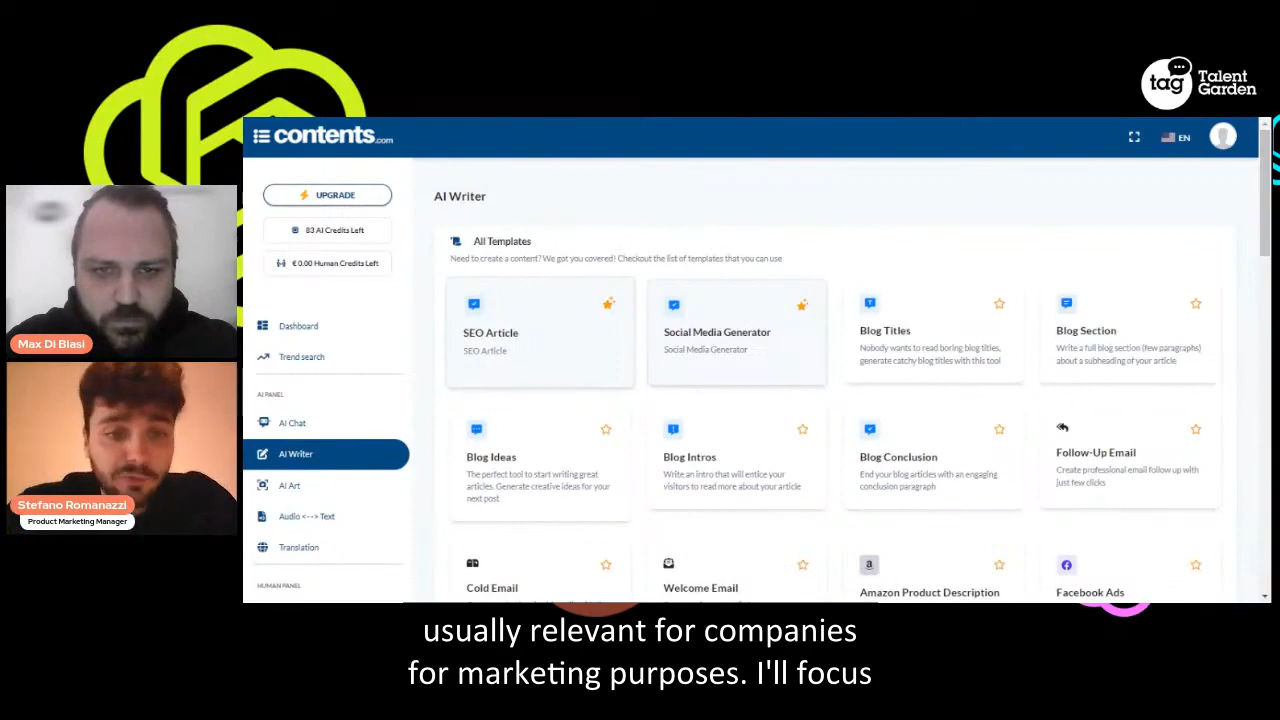 tag
Talent
Garden
contents.com
EN
UPGRADE
83 AI Credits Left
€ 0.00 Human Credits Left
Dashboard
Trend search
AI PANEL
AI Chat
AI Writer
AI Art
Audio <--> Text
Translation
HUMAN PANEL
AI Writer
All Templates
Need to create a content? We got you covered! Checkout the list of templates that you can use
SEO Article
SEO Article
Social Media Generator
Social Media Generator
Blog Titles
Nobody wants to read boring blog titles,
generate catchy blog titles with this tool
Blog Section
Write a full blog section (few paragraphs)
about a subheading of your article
Blog Ideas
The perfect tool to start writing great
articles. Generate creative ideas for your
next post
Blog Intros
Write an intro that will entice your
visitors to read more about your article
Blog Conclusion
End your blog articles with an engaging
conclusion paragraph
Follow-Up Email
Create professional email follow up with
just few clicks
Cold Email
Welcome Email
Amazon Product Description
Facebook Ads
Max Di Blasi
Stefano Romanazzi
Product Marketing Manager
usually relevant for companies
for marketing purposes. I'll focus